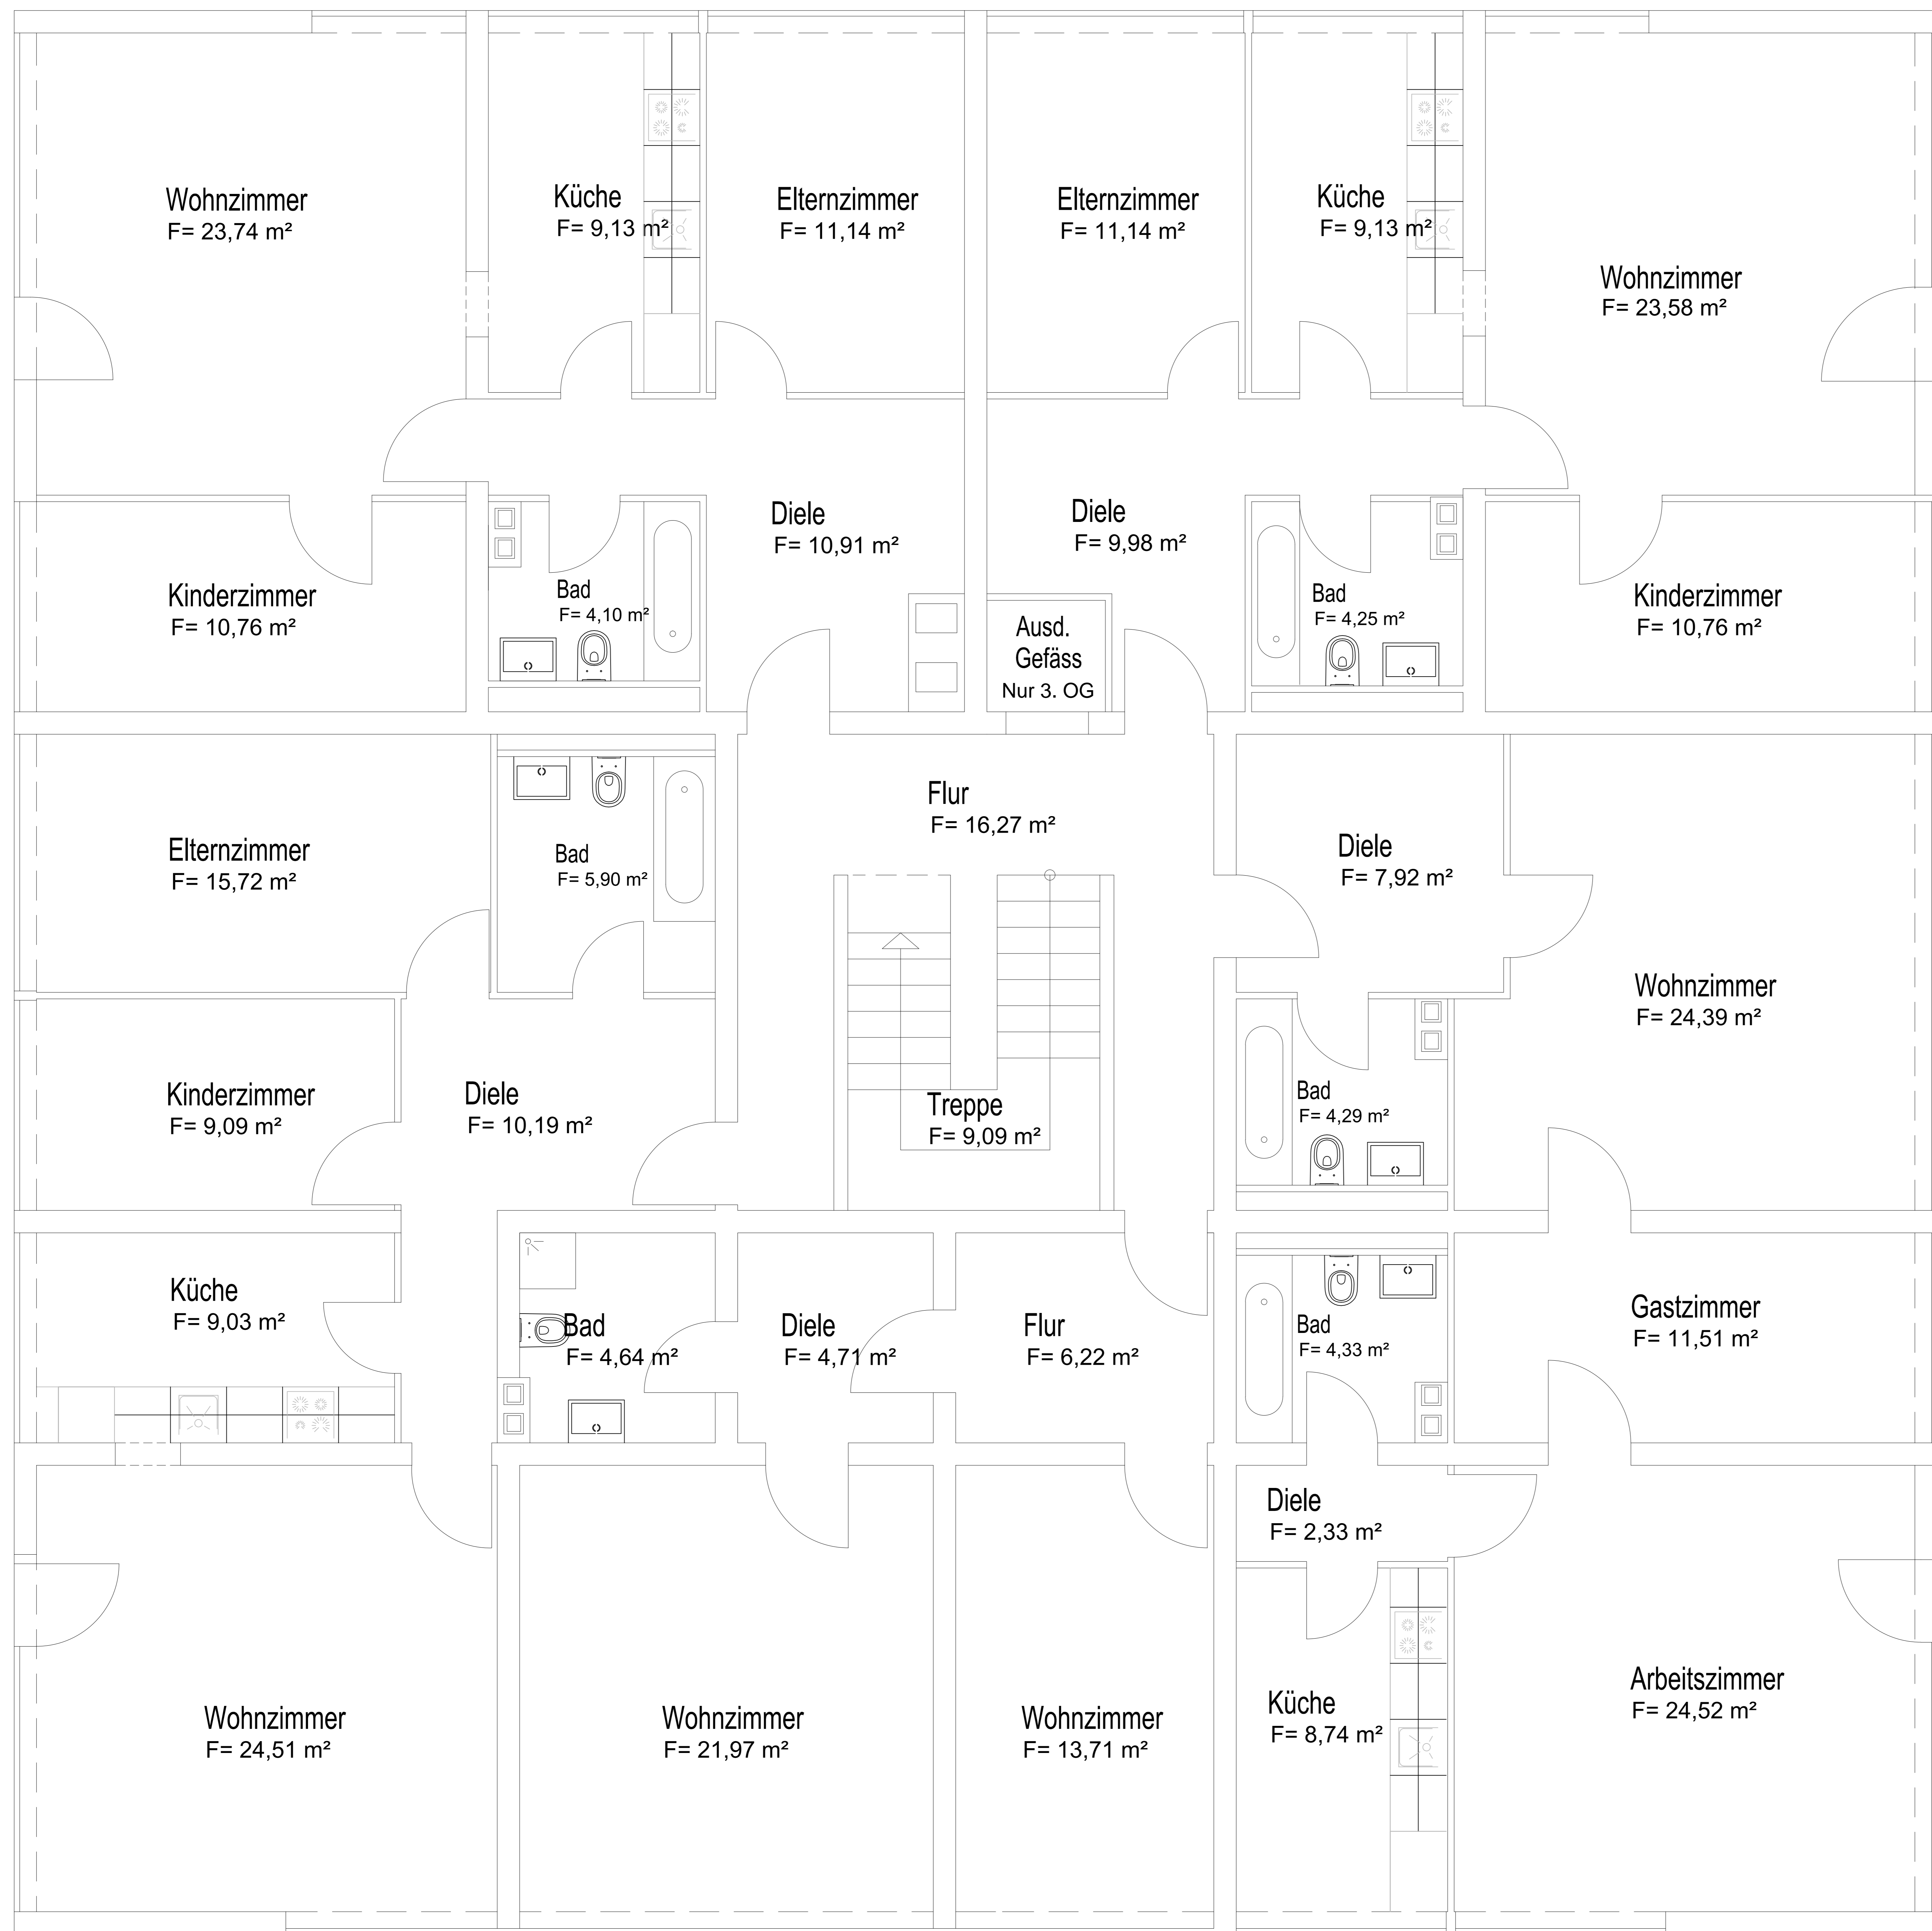 Wohnzimmer
F= 23,74 m²
Küche
F= 9,13 m²
Elternzimmer
F= 11,14 m²
Elternzimmer
F= 11,14 m²
Küche
F= 9,13 m²
Wohnzimmer
F= 23,58 m²
Diele
F= 10,91 m²
Diele
F= 9,98 m²
Kinderzimmer
F= 10,76 m²
Bad
F= 4,10 m²
Ausd.
Gefäss
Nur 3. OG
Bad
F= 4,25 m²
Kinderzimmer
F= 10,76 m²
Elternzimmer
F= 15,72 m²
Bad
F= 5,90 m²
Flur
F= 16,27 m²
Diele
F= 7,92 m²
Wohnzimmer
F= 24,39 m²
Kinderzimmer
F= 9,09 m²
Diele
F= 10,19 m²
Treppe
F= 9,09 m²
Bad
F= 4,29 m²
Küche
F= 9,03 m²
Bad
F= 4,64 m²
Diele
F= 4,71 m²
Flur
F= 6,22 m²
Bad
F= 4,33 m²
Gastzimmer
F= 11,51 m²
Diele
F= 2,33 m²
Wohnzimmer
F= 24,51 m²
Wohnzimmer
F= 21,97 m²
Wohnzimmer
F= 13,71 m²
Küche
F= 8,74 m²
Arbeitszimmer
F= 24,52 m²